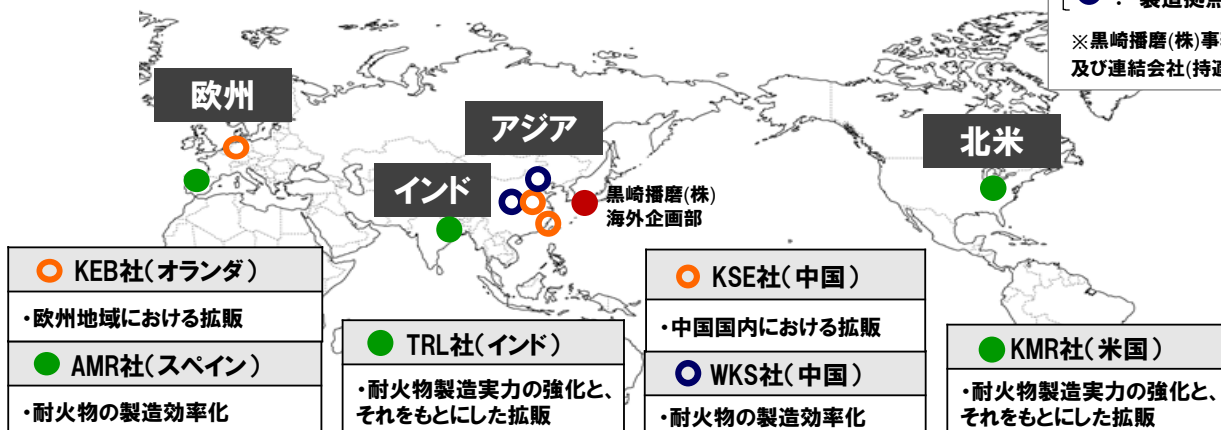 ： 製造拠点
※黒崎播磨(株)事
及び連結会社(持
欧州
アジア
北米
インド
黒崎播磨(株)
海外企画部
KEB社(オランダ)
・欧州地域における拡販
AMR社(スペイン)
・耐火物の製造効率化
TRL社(インド)
・耐火物製造実力の強化と、
それをもとにした拡販
KSE社(中国)
・中国国内における拡販
WKS社(中国)
・耐火物の製造効率化
KMR社(米国)
・耐火物製造実力の強化と、
それをもとにした拡販